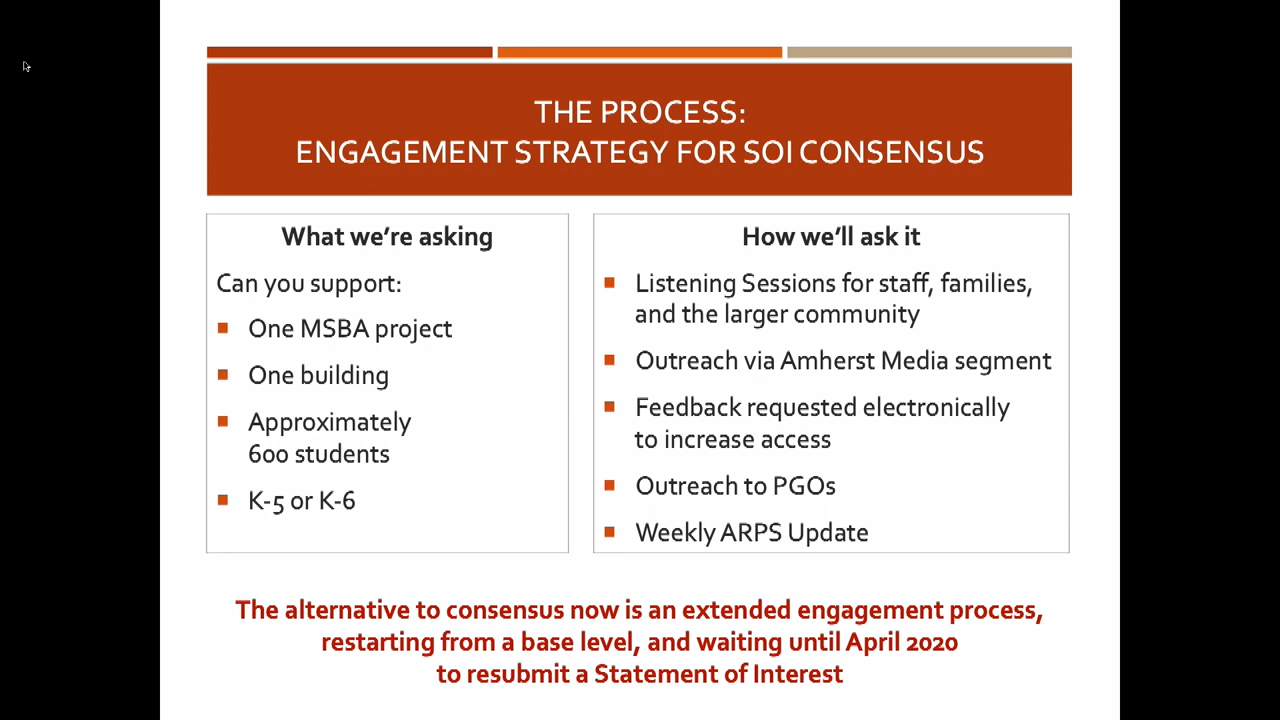 THE PROCESS:
ENGAGEMENT STRATEGY FOR SOI CONSENSUS
What we're asking
Can you support:
One MSBA project
One building
Approximately
600 students
K-5 or K-6
How we'll ask it
Listening Sessions for staff, families,
and the larger community
Outreach via Amherst Media segment
Feedback requested electronically
to increase access
Outreach to PGOs
Weekly ARPS Update
The alternative to consensus now is an extended engagement process,
restarting from a base level, and waiting until April 2020
to resubmit a Statement of Interest